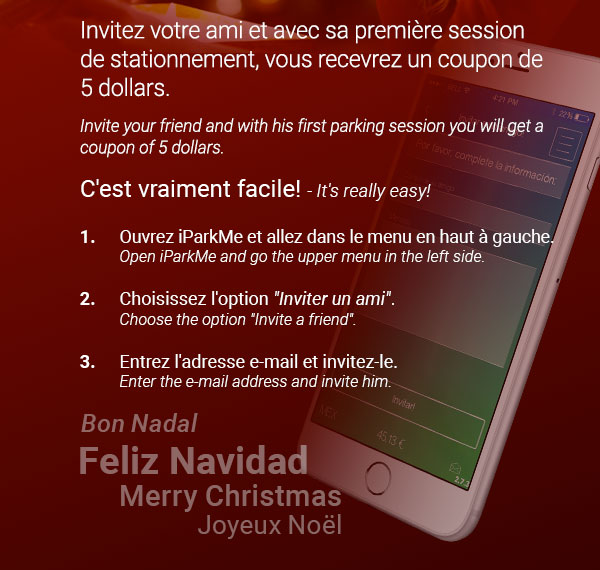 Invitez votre ami et avec sa première session
de stationnement, vous recevrez un coupon de
5 dollars.
Invite your friend and with his first parking session you will get a
coupon of 5 dollars.
C'est vraiment facile! - It's really easy!
1. Ouvrez iParkMe et allez dans le menu en haut à gauche.
Open iParkMe and go the upper menu in the left side.
2. Choisissez l'option "Inviter un ami".
Choose the option "Invite a friend".
3. Entrez l'adresse e-mail et invitez-le.
Enter the e-mail address and invite him.
Bon Nadal
Feliz Navidad
Merry Christmas
Joyeux Noël
4:21 PM
22%
Por favor, complete la información.
Invitar!
MEX
45,13 €
2.7.3